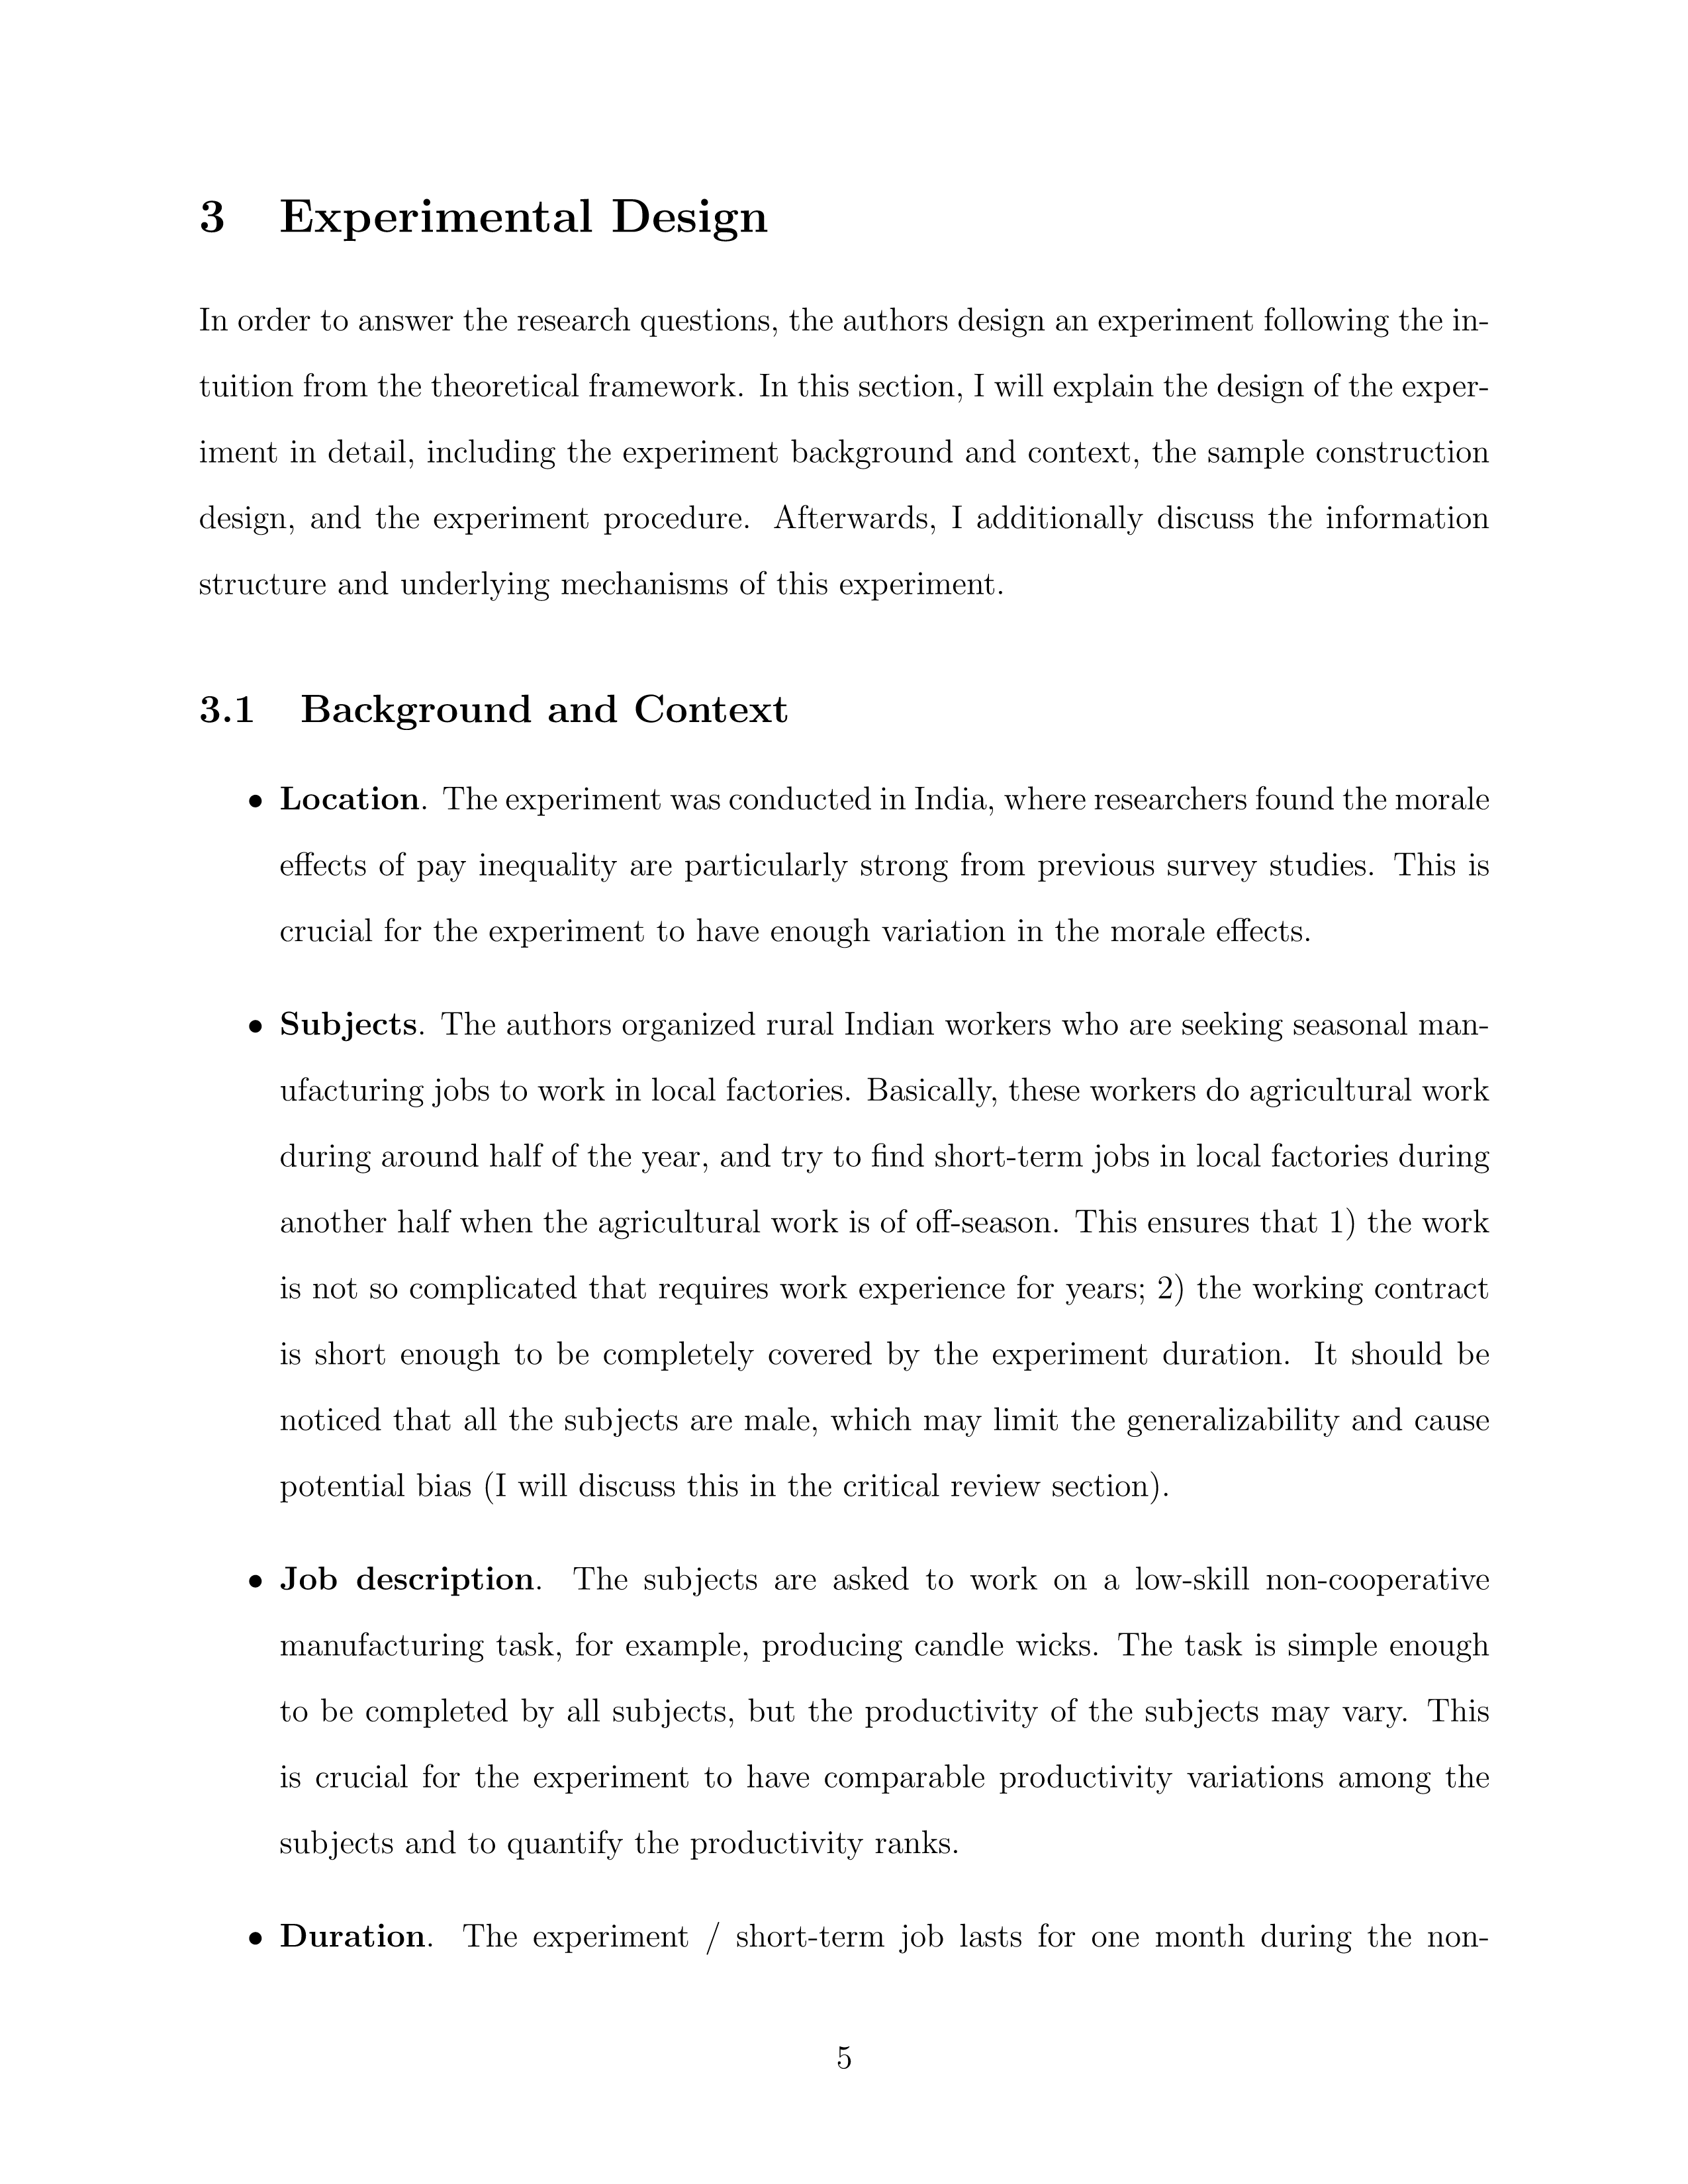 3 Experimental Design
In order to answer the research questions, the authors design an experiment following the in-
tuition from the theoretical framework. In this section, I will explain the design of the exper-
iment in detail, including the experiment background and context, the sample construction
design, and the experiment procedure. Afterwards, I additionally discuss the information
structure and underlying mechanisms of this experiment.
3.1 Background and Context
• Location. The experiment was conducted in India, where researchers found the morale
effects of pay inequality are particularly strong from previous survey studies. This is
crucial for the experiment to have enough variation in the morale effects.
• Subjects. The authors organized rural Indian workers who are seeking seasonal man-
ufacturing jobs to work in local factories. Basically, these workers do agricultural work
during around half of the year, and try to find short-term jobs in local factories during
another half when the agricultural work is of off-season. This ensures that 1) the work
is not so complicated that requires work experience for years; 2) the working contract
is short enough to be completely covered by the experiment duration. It should be
noticed that all the subjects are male, which may limit the generalizability and cause
potential bias (I will discuss this in the critical review section).
• Job description. The subjects are asked to work on a low-skill non-cooperative
manufacturing task, for example, producing candle wicks. The task is simple enough
to be completed by all subjects, but the productivity of the subjects may vary. This
is crucial for the experiment to have comparable productivity variations among the
subjects and to quantify the productivity ranks.
• Duration. The experiment / short-term job lasts for one month during the non-
5